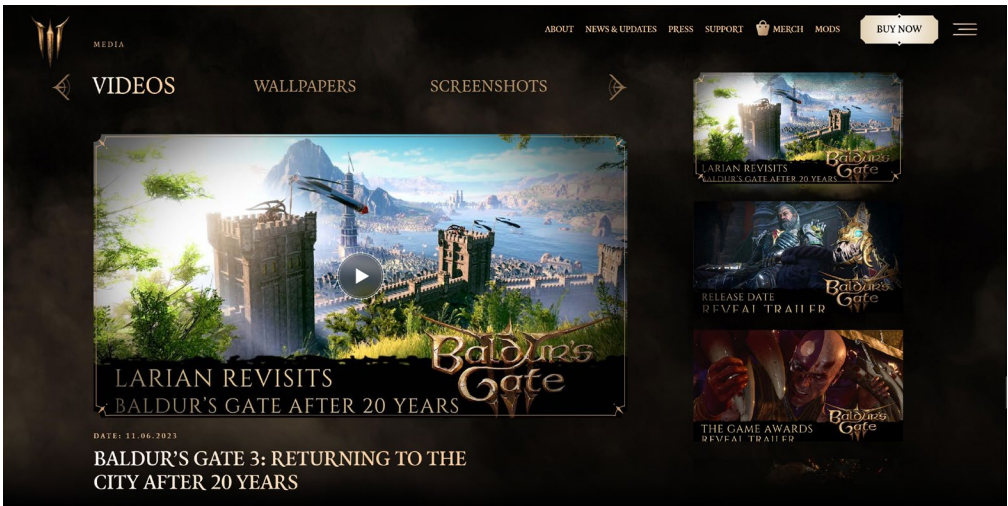 MEDIA
ABOUT NEWS & UPDATES PRESS SUPPORT MERCH MODS BUY NOW
VIDEOS WALLPAPERS SCREENSHOTS
Baldur's Gate
LARIAN REVISITS
BALDUR'S GATE AFTER 20 YEARS
DATE: 11.06.2023
BALDUR'S GATE 3: RETURNING TO THE
CITY AFTER 20 YEARS
Baldur's Gate
LARIAN REVISITS
BALDUR'S GATE AFTER 20 YEARS
Baldur's Gate
RELEASE DATE
REVEAL TRAILER
Baldur's Gate
THE GAME AWARDS
REVEAL TRAILER